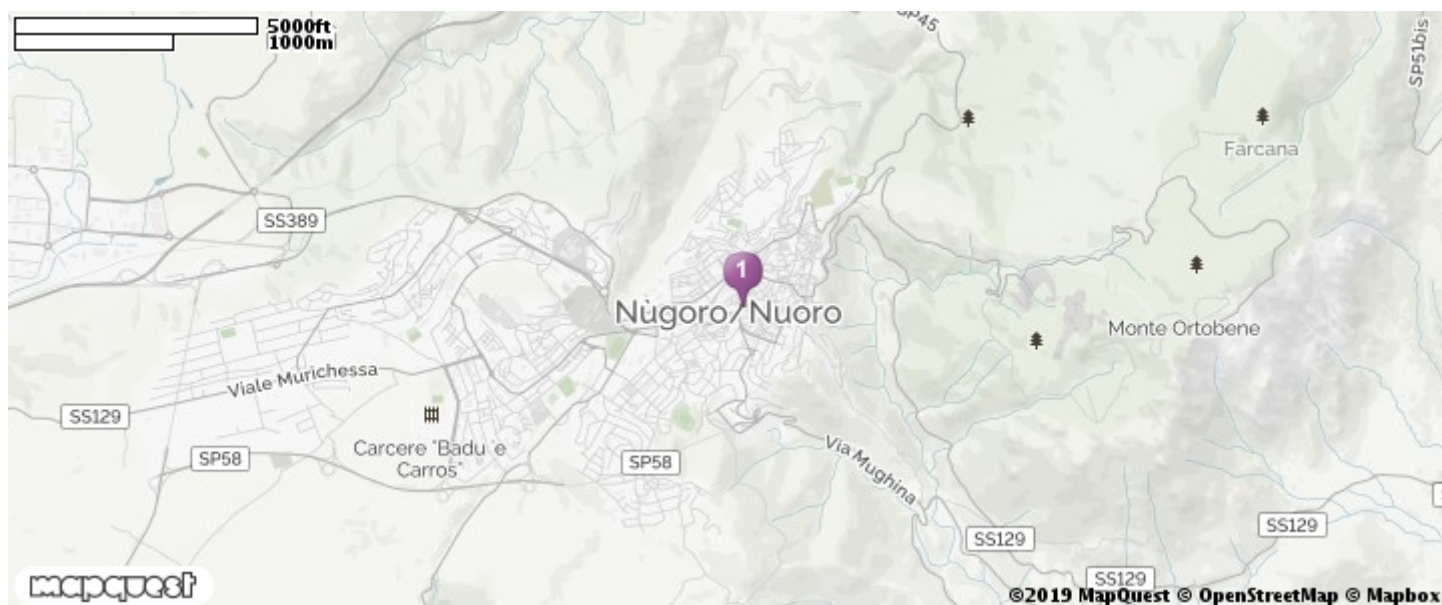 5000ft
1000m
SP45
SP51bis
Farcana
SS389
1
Nùgoro/Nuoro
Monte Ortobene
Viale Murichessa
SS129
Carcere "Badu 'e
Carros"
SP58
SP58
Via Mughina
SS129
SS129
SS129
mapquest
©2019 MapQuest © OpenStreetMap © Mapbox